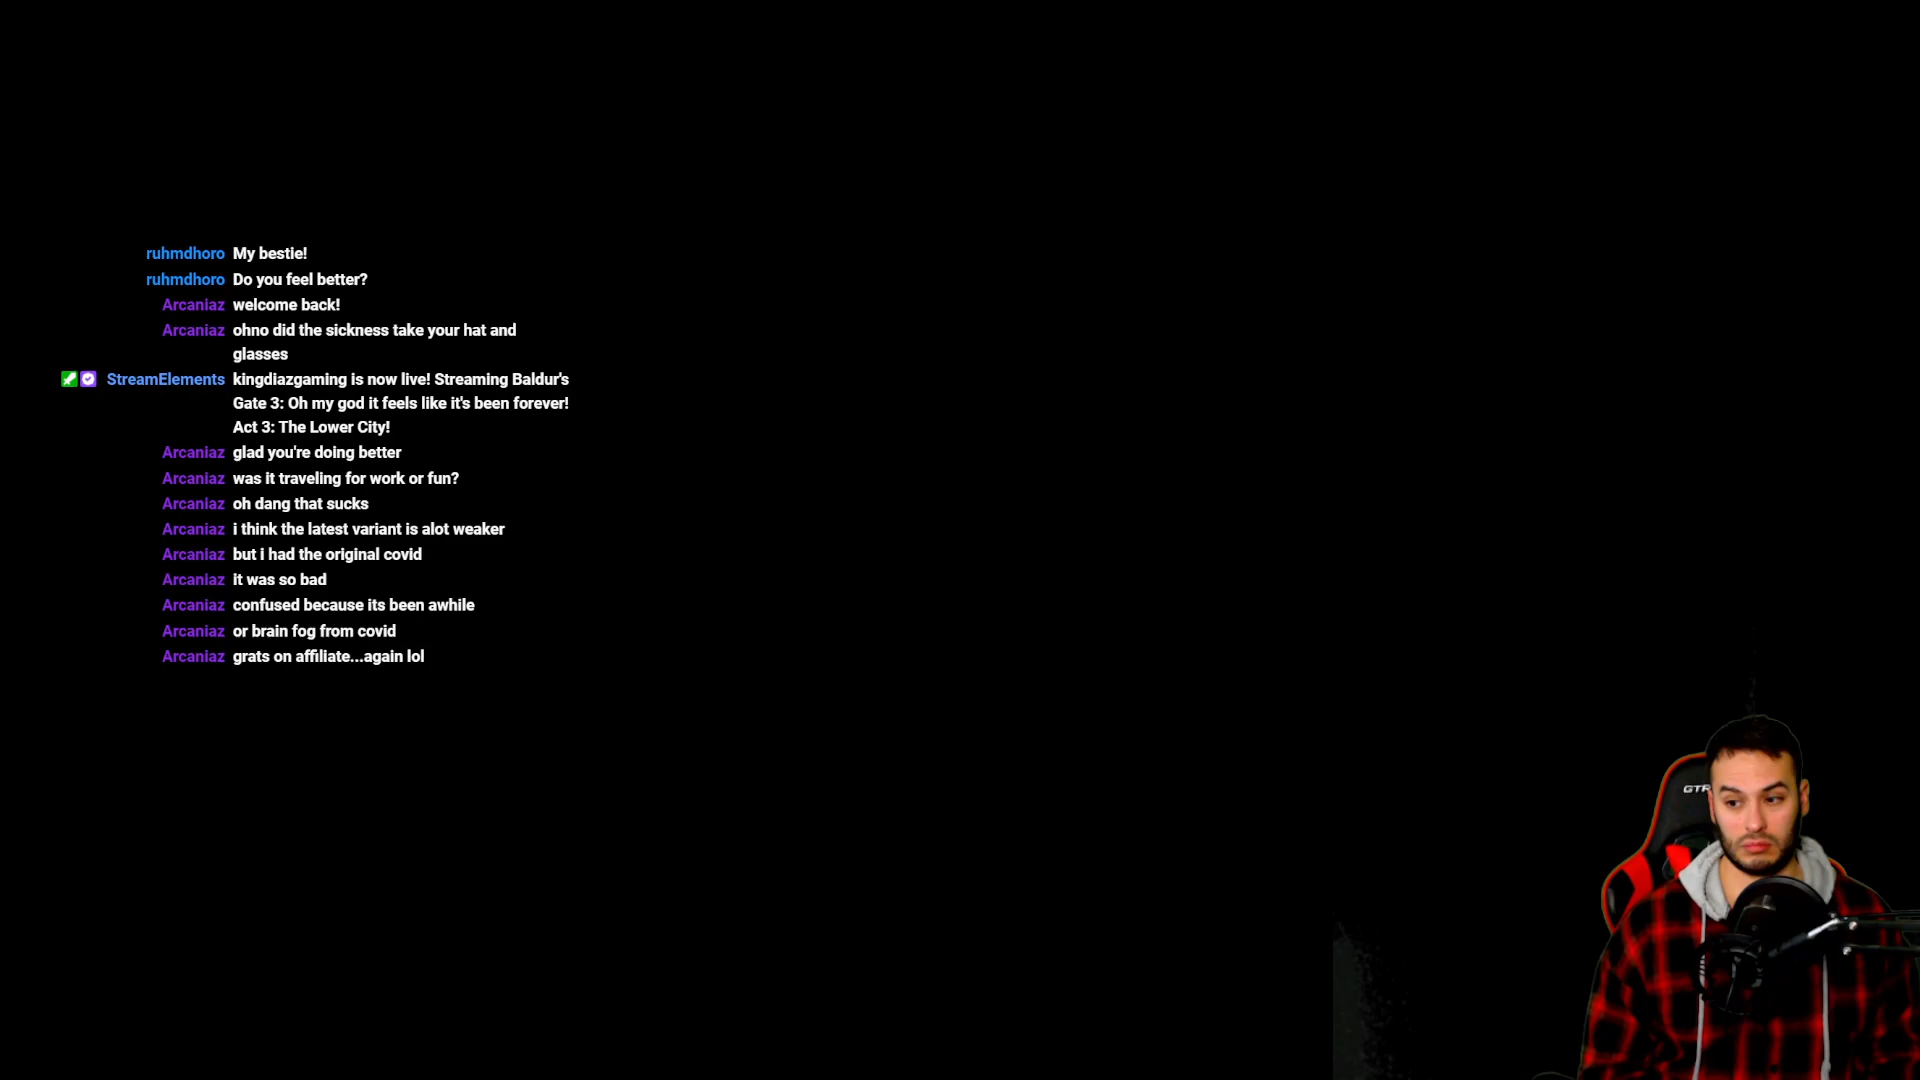 ruhmdhoro My bestie!
ruhmdhoro Do you feel better?
Arcaniaz welcome back!
Arcaniaz ohno did the sickness take your hat and
glasses
StreamElements kingdiazgaming is now live! Streaming Baldur's
Gate 3: Oh my god it feels like it's been forever!
Act 3: The Lower City!
Arcaniaz glad you're doing better
Arcaniaz was it traveling for work or fun?
Arcaniaz oh dang that sucks
Arcaniaz i think the latest variant is alot weaker
Arcaniaz but i had the original covid
Arcaniaz it was so bad
Arcaniaz confused because its been awhile
Arcaniaz or brain fog from covid
Arcaniaz grats on affiliate...again lol
GTR